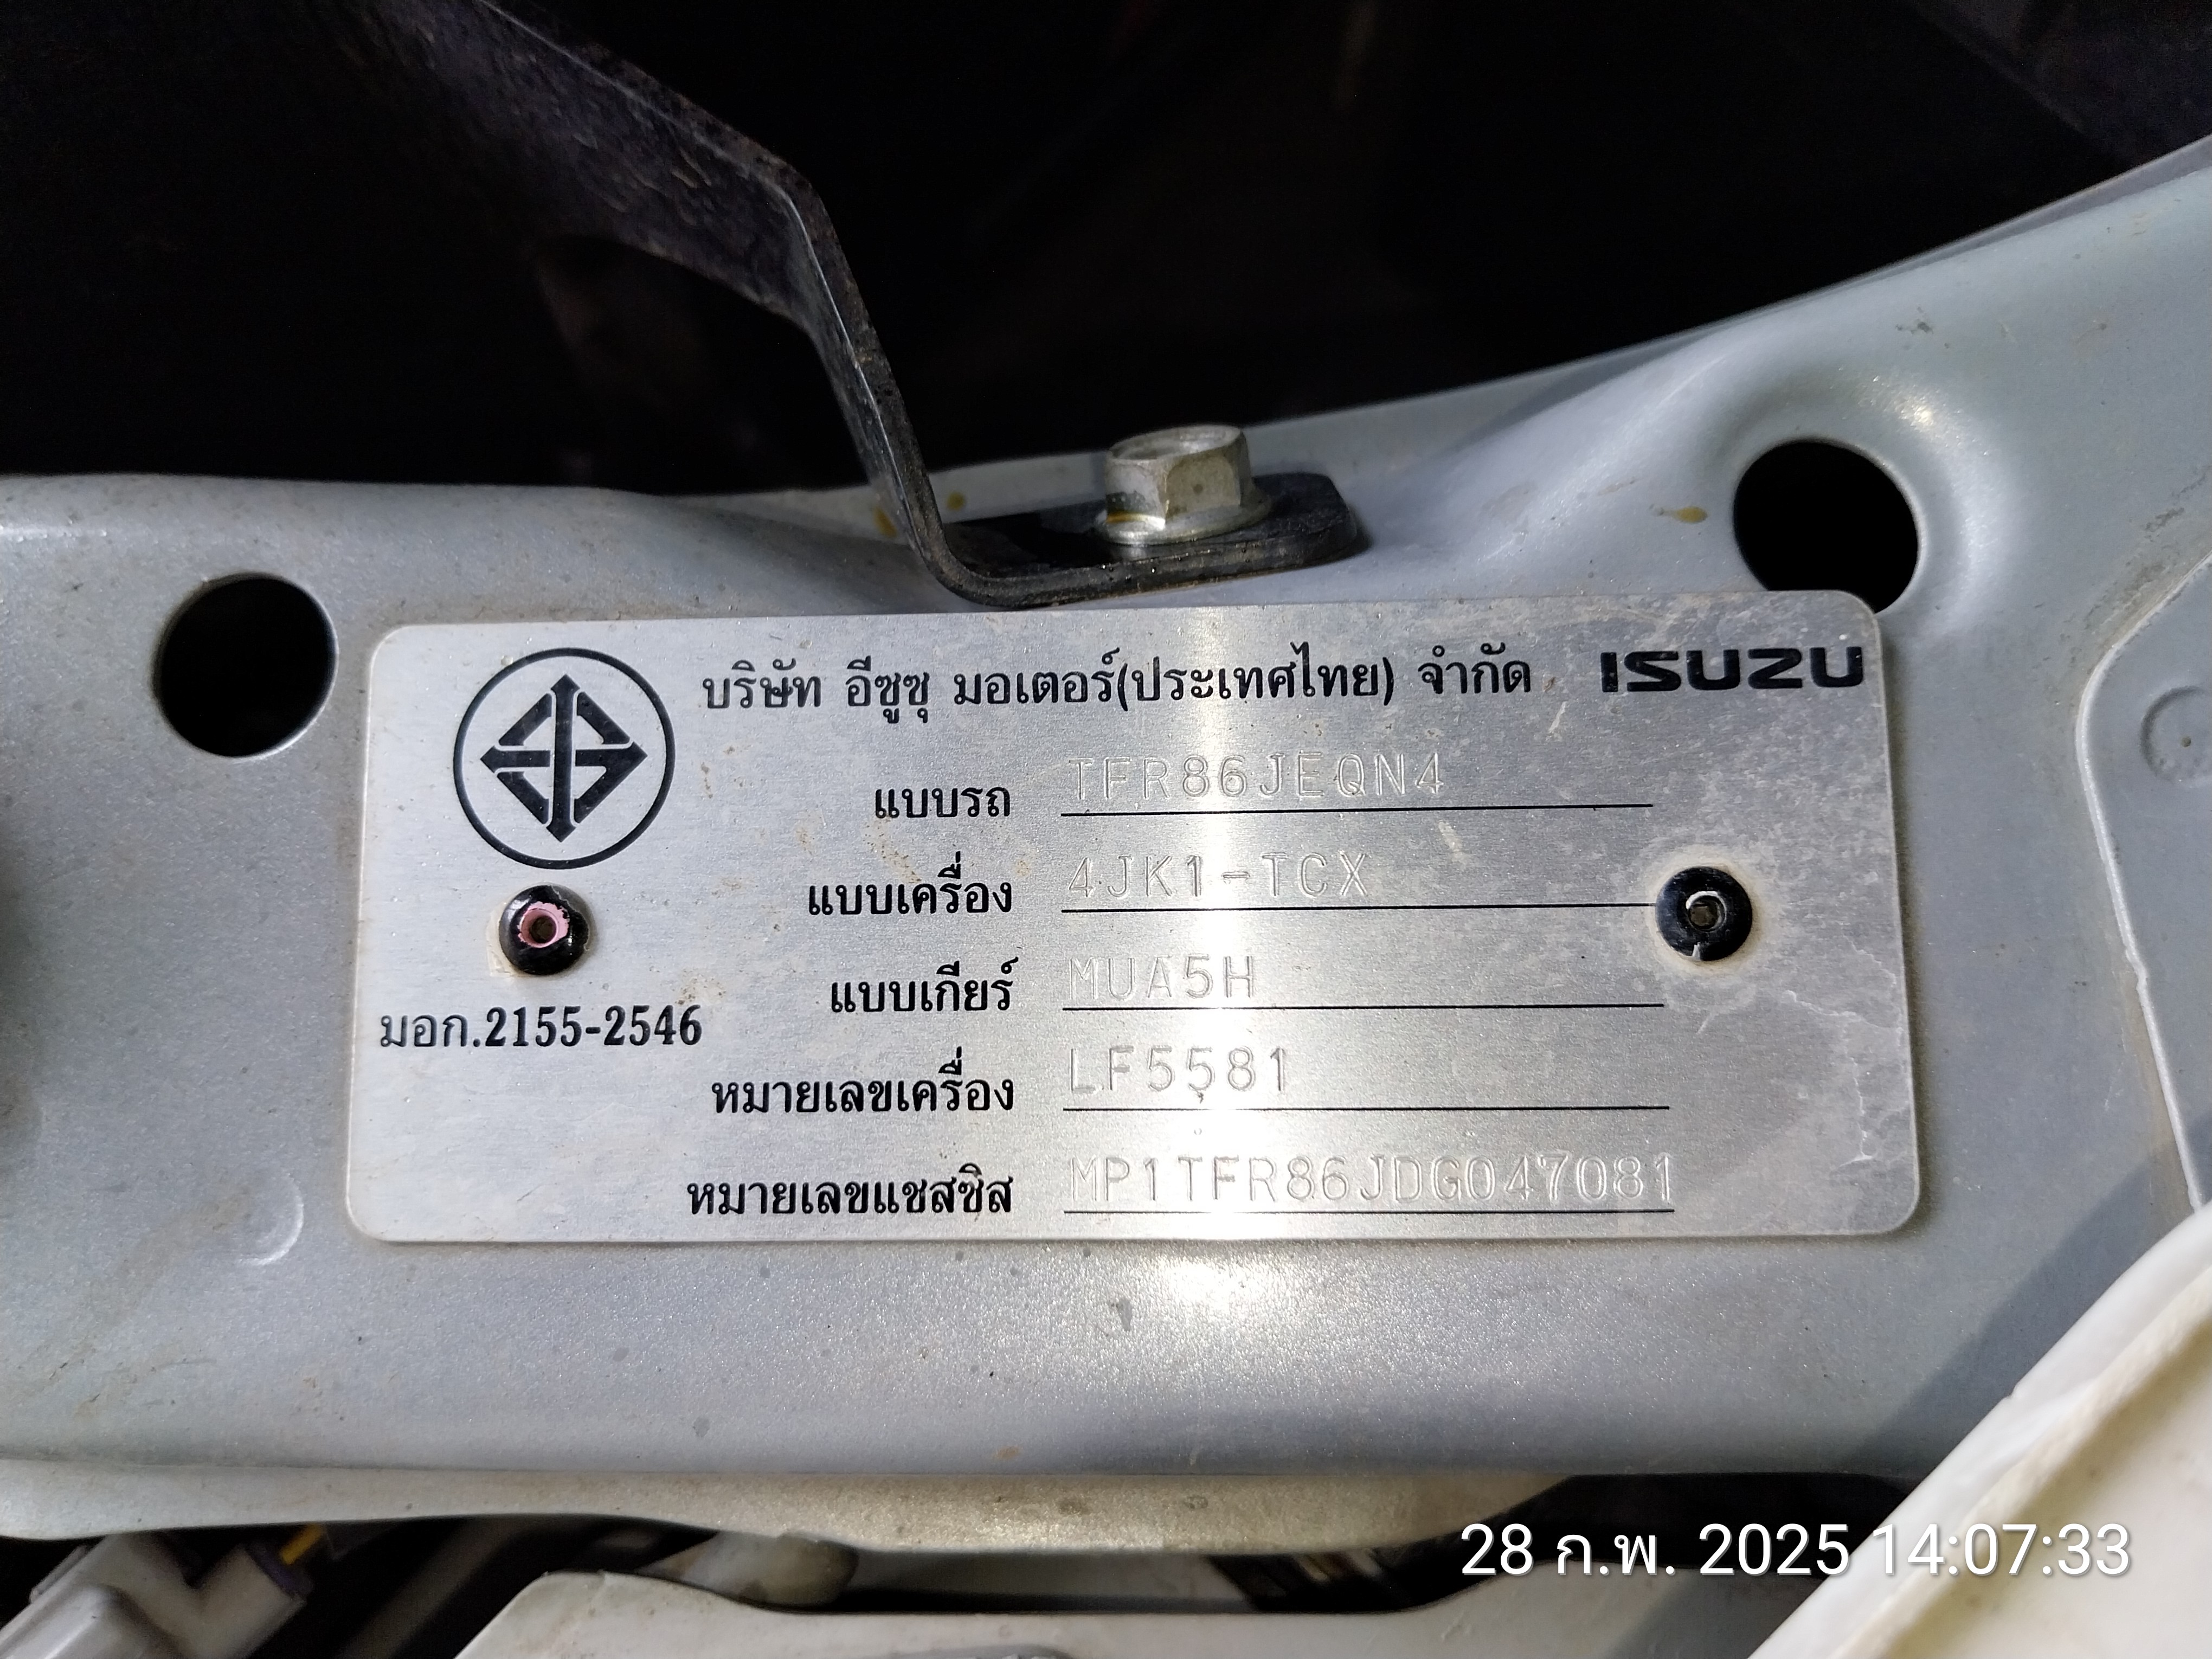 บริษัท อีซูซุ มอเตอร์(ประเทศไทย) จำกัด ISUZU
แบบรถ TFR86JEQN4
แบบเครื่อง 4JK1-TCX
แบบเกียร์ MUA5H
มอก.2155-2546
หมายเลขเครื่อง LF5581
หมายเลขแชสซิส MP1TFR86JDG047081
28 ก.พ. 2025 14:07:33